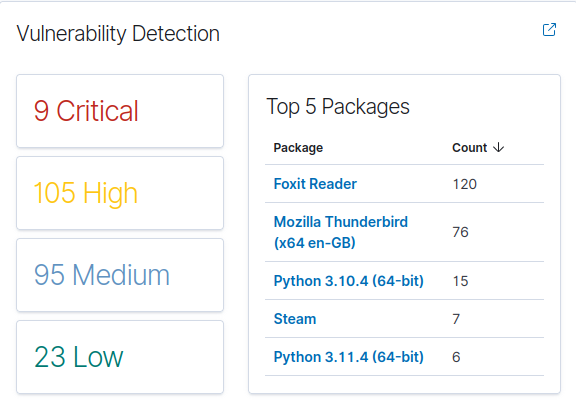 Vulnerability Detection
9 Critical
105 High
95 Medium
23 Low
Top 5 Packages
Package Count
Foxit Reader 120
Mozilla Thunderbird
(x64 en-GB) 76
Python 3.10.4 (64-bit) 15
Steam 7
Python 3.11.4 (64-bit) 6